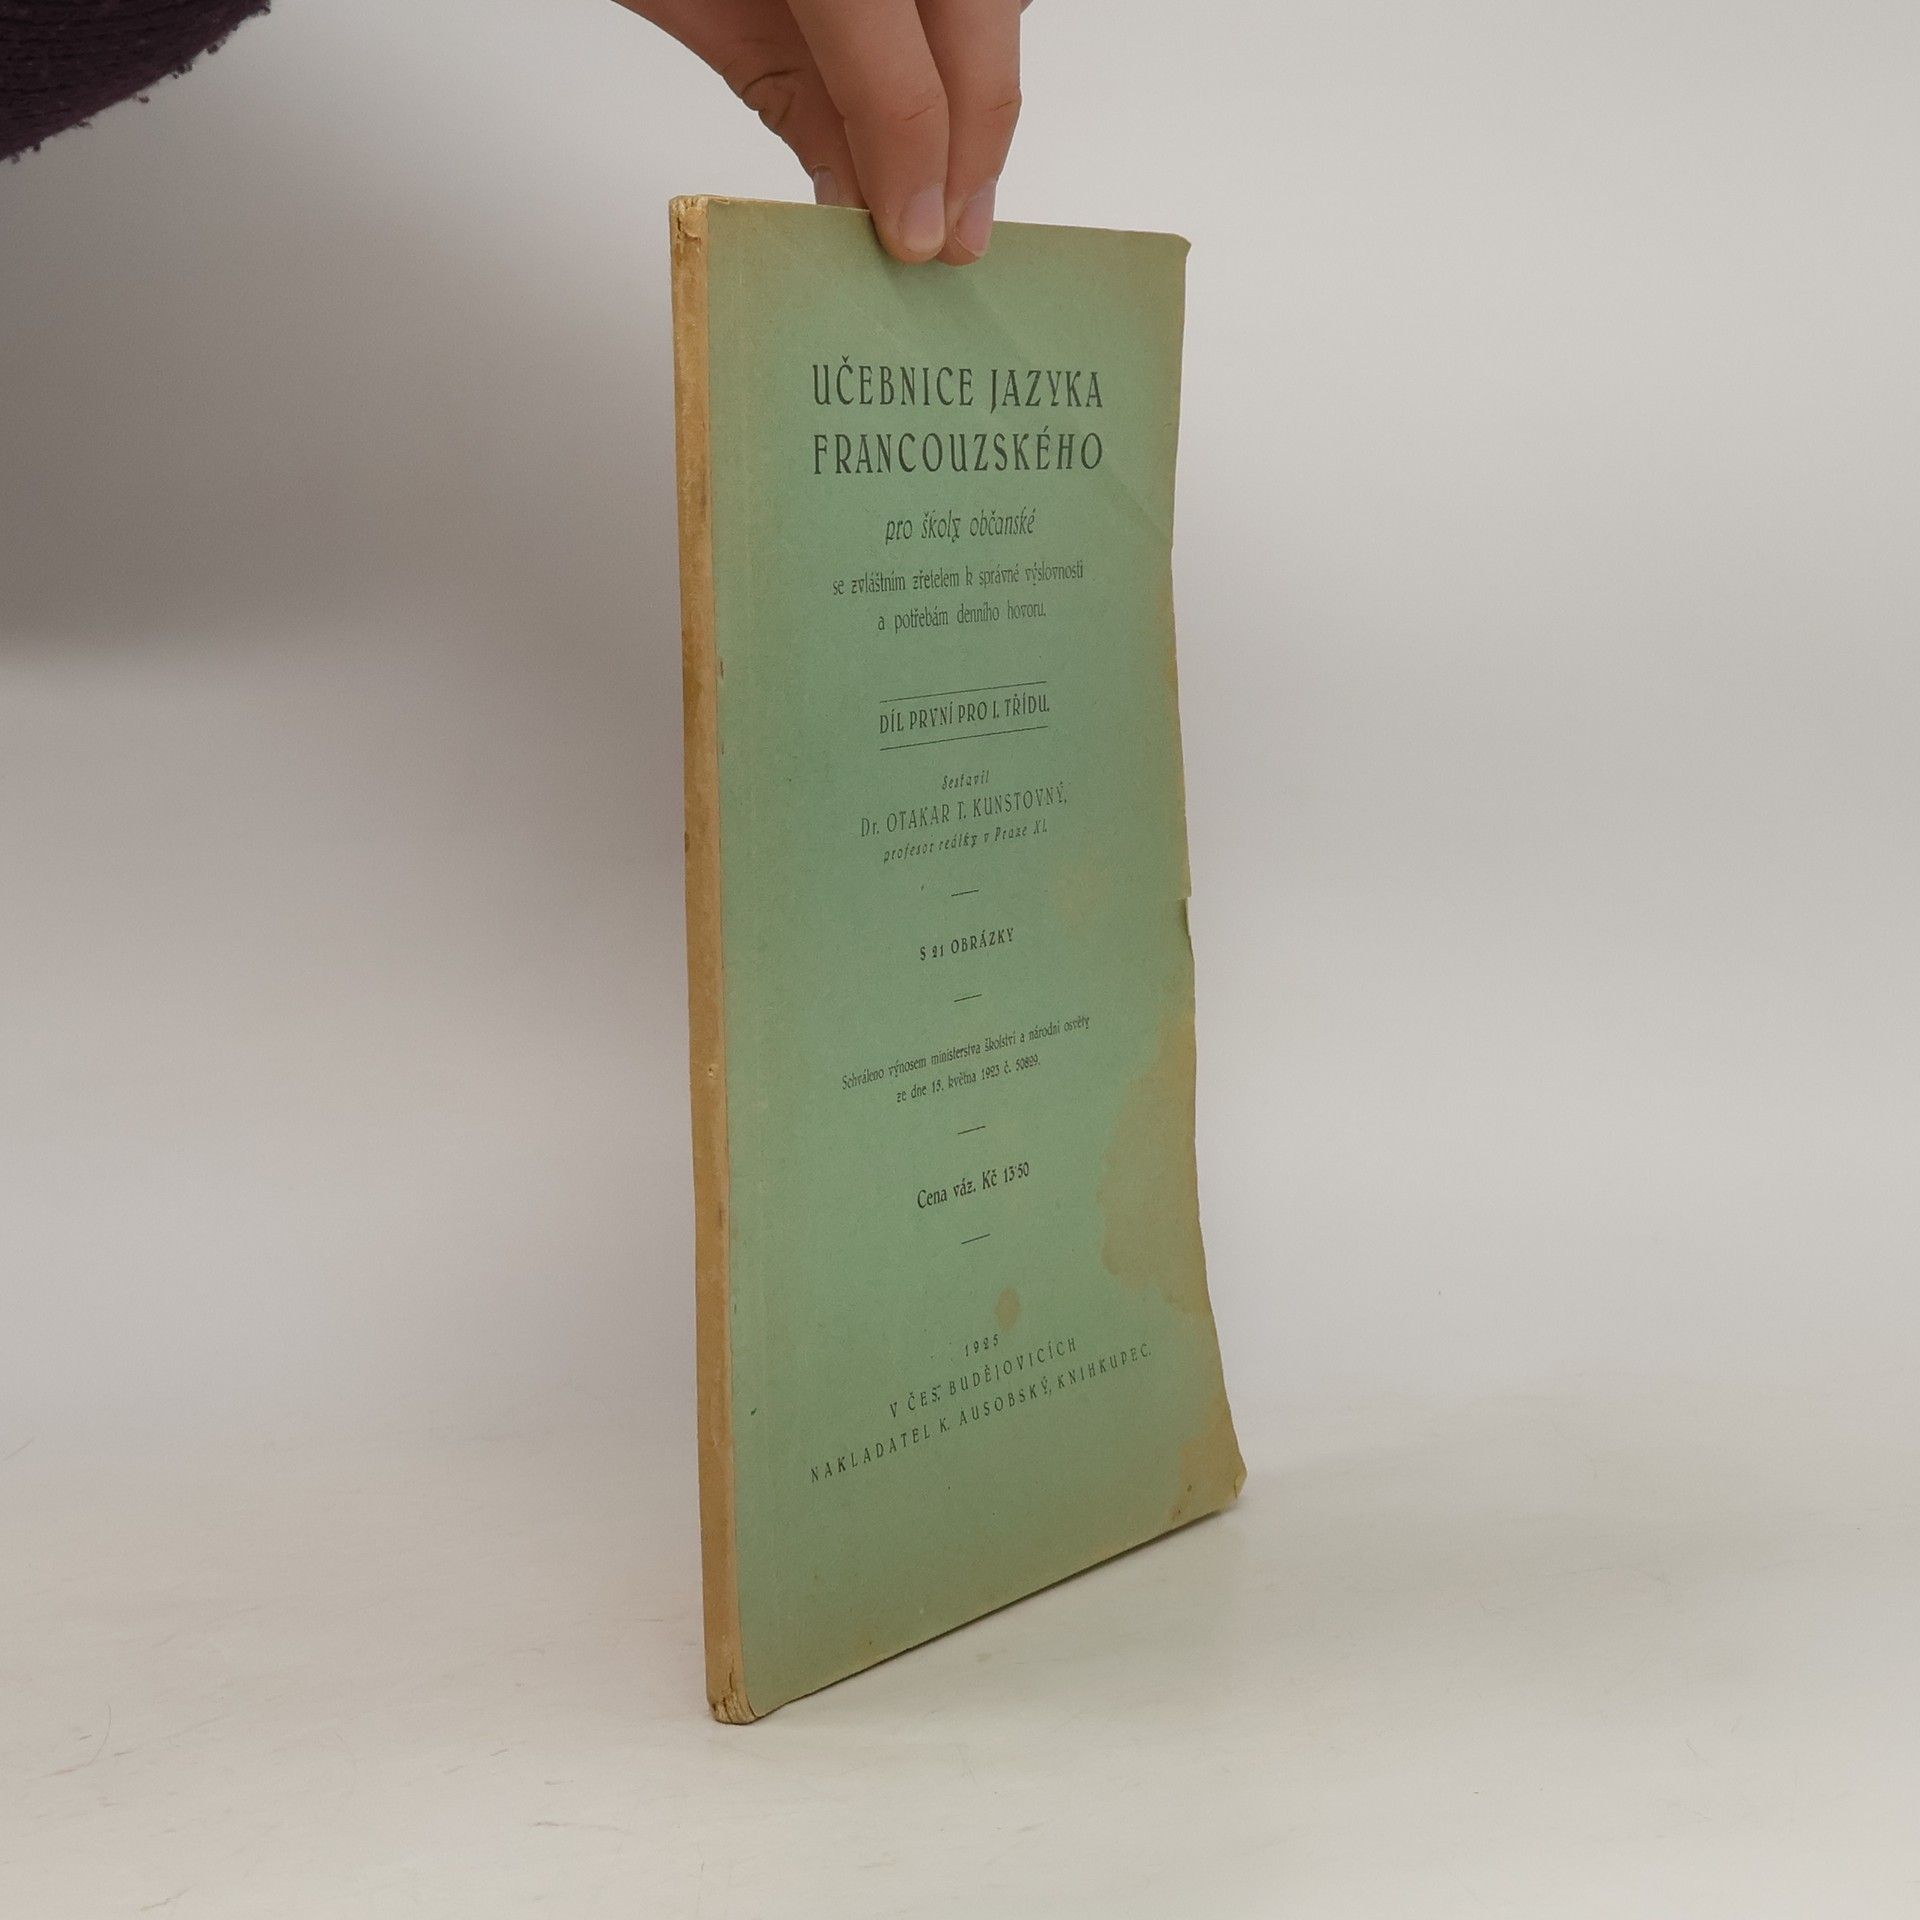 UČEBNICE JAZYKA
FRANCOUZSKÉHO
pro školy občanské
se zvláštním zřetelem k správné výslovnosti
a potřebám denního hovoru.
DÍL PRVNÍ PRO I. TŘÍDU.
Sestavil
Dr. OTAKAR T. KUNSTOVNÝ,
profesor reálky v Praze XI.
S 21 OBRÁZKY
Schváleno výnosem ministerstva školství a národní osvěty
ze dne 15. května 1923 č. 50829.
Cena váz. Kč 13·50
1925
V ČES. BUDĚJOVICÍCH
NAKLADATEL K. AUSOBSKÝ, KNIHKUPEC.